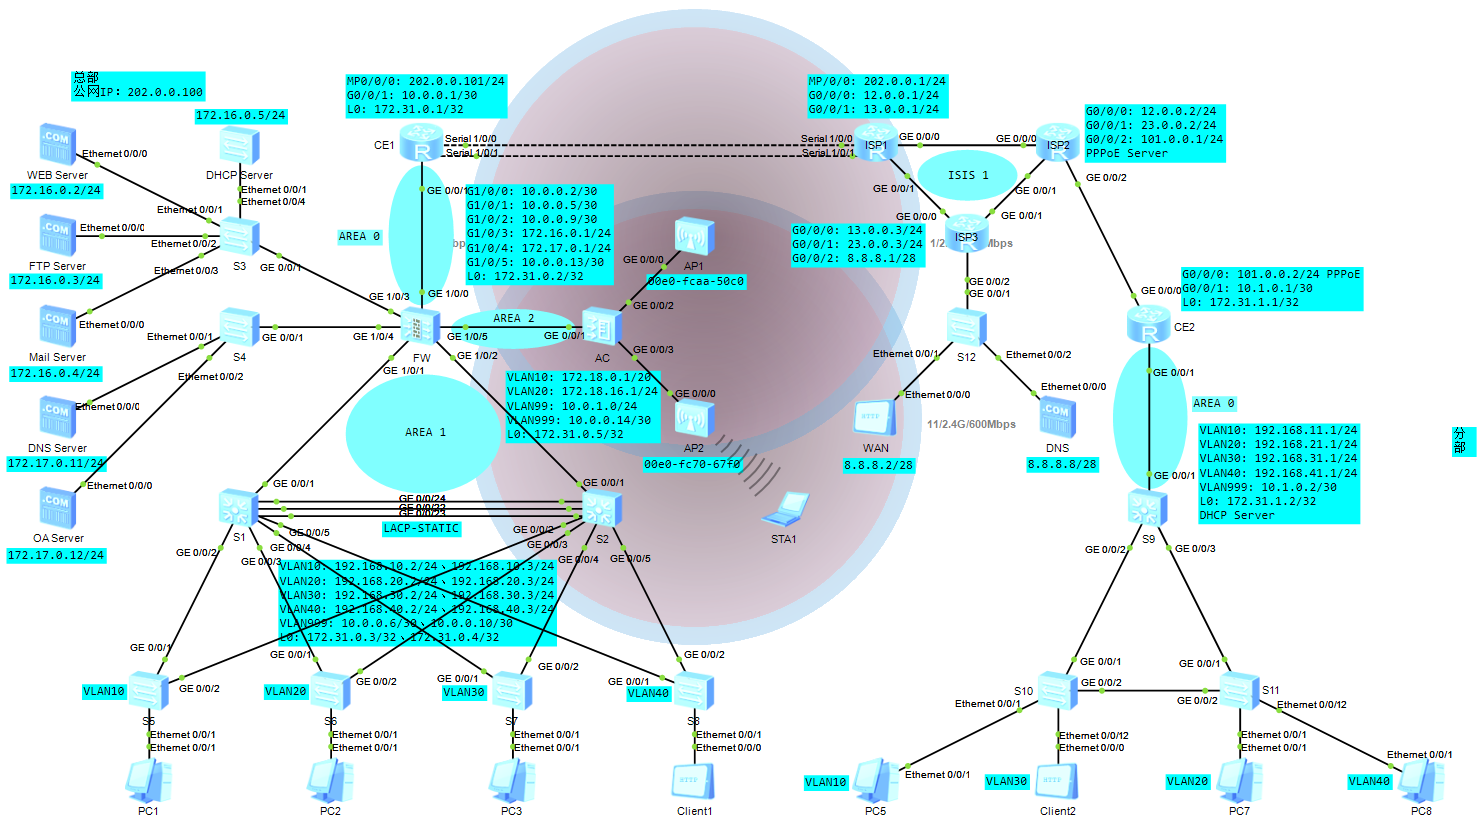 总部
公网IP: 202.0.0.100
172.16.0.5/24
MP0/0/0: 202.0.0.101/24
G0/0/1: 10.0.0.1/30
L0: 172.31.0.1/32
MP/0/0: 202.0.0.1/24
G0/0/0: 12.0.0.1/24
G0/0/1: 13.0.0.1/24
G0/0/0: 12.0.0.2/24
G0/0/1: 23.0.0.2/24
G0/0/2: 101.0.0.1/24
PPPoE Server
CE1
Serial 1/0/0
Serial 1/0/1
Serial 1/0/0
Serial 1/0/1
ISP1
GE 0/0/0
GE 0/0/0
ISP2
GE 0/0/1
GE 0/0/1
GE 0/0/2
ISIS 1
Ethernet 0/0/0
WEB Server
172.16.0.2/24
DHCP Server
Ethernet 0/0/1
Ethernet 0/0/4
Ethernet 0/0/1
Ethernet 0/0/0
Ethernet 0/0/2
FTP Server
172.16.0.3/24
Ethernet 0/0/3
S3
GE 0/0/1
GE 0/0/1
AREA 0
G1/0/0: 10.0.0.2/30
G1/0/1: 10.0.0.5/30
G1/0/2: 10.0.0.9/30
G1/0/3: 172.16.0.1/24
G1/0/4: 172.17.0.1/24
G1/0/5: 10.0.0.13/30
L0: 172.31.0.2/32
GE 0/0/0
GE 0/0/1
ISP3
G0/0/0: 13.0.0.3/24
G0/0/1: 23.0.0.3/24
G0/0/2: 8.8.8.1/28
Mbps
GE 0/0/0
AP1
00e0-fcaa-50c0
GE 0/0/2
GE 0/0/2
GE 0/0/1
G0/0/0: 101.0.0.2/24 PPPoE
G0/0/1: 10.1.0.1/30
L0: 172.31.1.1/32
GE 0/0/0
CE2
GE 0/0/1
GE 1/0/3
GE 1/0/0
Ethernet 0/0/0
Mail Server
172.16.0.4/24
Ethernet 0/0/1
S4
GE 0/0/1
Ethernet 0/0/2
GE 1/0/4
FW
GE 1/0/5
AREA 2
GE 0/0/1
AC
GE 0/0/3
GE 1/0/2
GE 1/0/1
S12
Ethernet 0/0/1
Ethernet 0/0/2
Ethernet 0/0/0
Ethernet 0/0/0
VLAN10: 172.18.0.1/20
VLAN20: 172.18.16.1/24
VLAN99: 10.0.1.0/24
VLAN999: 10.0.0.14/30
L0: 172.31.0.5/32
GE 0/0/0
AP2
00e0-fc70-67f0
11/2.4G/600Mbps
WAN
8.8.8.2/28
DNS
8.8.8.8/28
Ethernet 0/0/0
DNS Server
172.17.0.11/24
Ethernet 0/0/0
OA Server
172.17.0.12/24
AREA 1
AREA 0
VLAN10: 192.168.11.1/24
VLAN20: 192.168.21.1/24
VLAN30: 192.168.31.1/24
VLAN40: 192.168.41.1/24
VLAN999: 10.1.0.2/30
L0: 172.31.1.2/32
DHCP Server
分部
GE 0/0/1
GE 0/0/1
GE 0/0/24
GE 0/0/22
GE 0/0/23
LACP-STATIC
S1
GE 0/0/2
GE 0/0/3
GE 0/0/4
GE 0/0/5
S2
GE 0/0/2
GE 0/0/3
GE 0/0/4
GE 0/0/5
STA1
GE 0/0/1
S9
GE 0/0/2
GE 0/0/3
VLAN10: 192.168.10.2/24、192.168.10.3/24
VLAN20: 192.168.20.2/24、192.168.20.3/24
VLAN30: 192.168.30.2/24、192.168.30.3/24
VLAN40: 192.168.40.2/24、192.168.40.3/24
VLAN999: 10.0.0.6/30、10.0.0.10/30
L0: 172.31.0.3/32、172.31.0.4/32
GE 0/0/1
GE 0/0/2
VLAN10
S5
GE 0/0/1
GE 0/0/2
VLAN20
S6
GE 0/0/1
GE 0/0/2
VLAN30
S7
GE 0/0/1
GE 0/0/2
VLAN40
S8
GE 0/0/1
GE 0/0/2
S10
GE 0/0/1
GE 0/0/2
S11
Ethernet 0/0/1
Ethernet 0/0/12
Ethernet 0/0/1
Ethernet 0/0/1
Ethernet 0/0/1
Ethernet 0/0/1
Ethernet 0/0/1
Ethernet 0/0/1
Ethernet 0/0/1
Ethernet 0/0/0
Ethernet 0/0/12
Ethernet 0/0/0
Ethernet 0/0/1
Ethernet 0/0/1
Ethernet 0/0/1
Ethernet 0/0/1
VLAN10
VLAN30
VLAN20
VLAN40
PC1
PC2
PC3
Client1
PC5
Client2
PC7
PC8